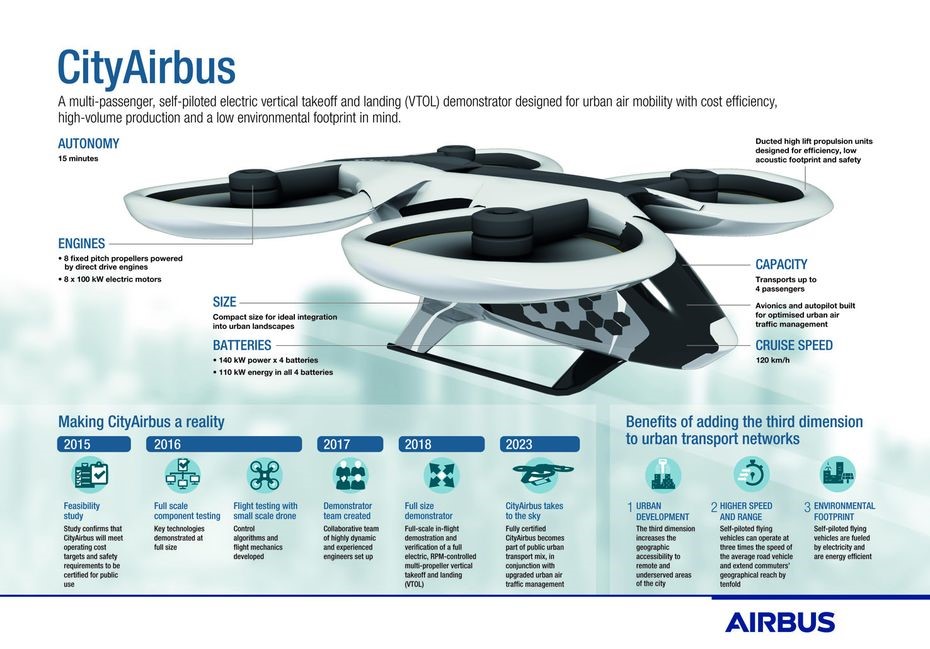 CityAirbus
A multi-passenger, self-piloted electric vertical takeoff and landing (VTOL) demonstrator designed for urban air mobility with cost efficiency,
high-volume production and a low environmental footprint in mind.
AUTONOMY
15 minutes
Ducted high lift propulsion units
designed for efficiency, low
acoustic footprint and safety
ENGINES
• 8 fixed pitch propellers powered
by direct drive engines
• 8 x 100 kW electric motors
CAPACITY
Transports up to
4 passengers
Avionics and autopilot built
for optimised urban air
traffic management
SIZE
Compact size for ideal integration
into urban landscapes
BATTERIES
• 140 kW power x 4 batteries
• 110 kW energy in all 4 batteries
CRUISE SPEED
120 km/h
Making CityAirbus a reality
2015
Feasibility
study
Study confirms that
CityAirbus will meet
operating cost
targets and safety
requirements to be
certified for public
use
2016
Full scale
component testing
Key technologies
demonstrated at
full size
Flight testing with
small scale drone
Control
algorithms and
flight mechanics
developed
2017
Demonstrator
team created
Collaborative team
of highly dynamic
and experienced
engineers set up
2018
Full size
demonstrator
Full-scale in-flight
demostration and
verification of a full
electric, RPM-controlled
multi-propeller vertical
takeoff and landing
(VTOL)
2023
CityAirbus takes
to the sky
Fully certified
CityAirbus becomes
part of public urban
transport mix, in
conjunction with
upgraded urban air
traffic management
Benefits of adding the third dimension
to urban transport networks
1 URBAN
DEVELOPMENT
The third dimension
increases the
geographic
accessibility to
remote and
underserved areas
of the city
2 HIGHER SPEED
AND RANGE
Self-piloted flying
vehicles can operate at
three times the speed of
the average road vehicle
and extend commuters'
geographical reach by
tenfold
3 ENVIRONMENTAL
FOOTPRINT
Self-piloted flying
vehicles are fueled
by electricity and
are energy efficient
AIRBUS